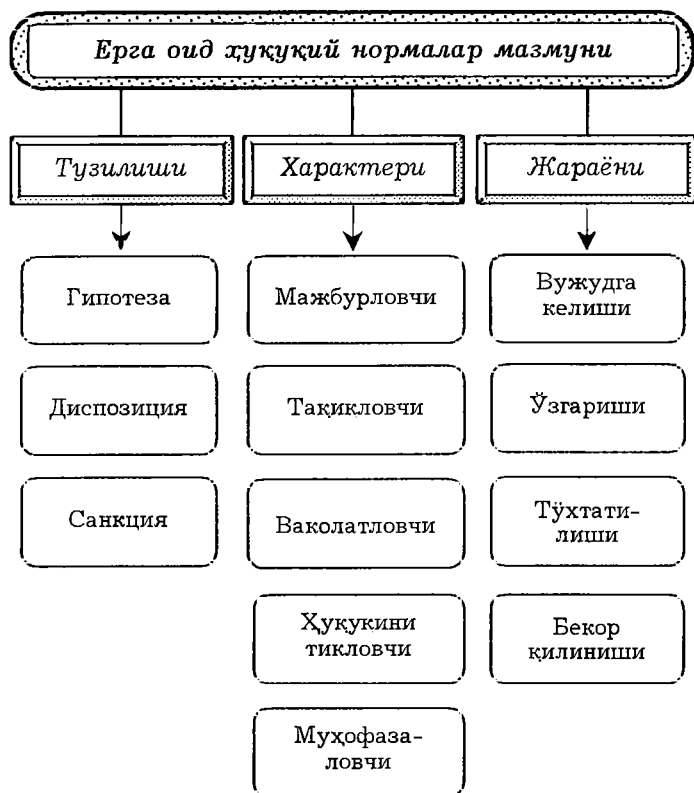 Ерга оид ҳуқуқий нормалар мазмуни
Тузилиши
Характери
Жараёни
Гипотеза
Диспозиция
Санкция
Мажбурловчи
Тақикловчи
Ваколатловчи
Ҳуқукини
тикловчи
Муҳофаза-
ловчи
Вужудга
келиши
Ўзгариши
Тўхтати-
лиши
Бекор
қилиниши